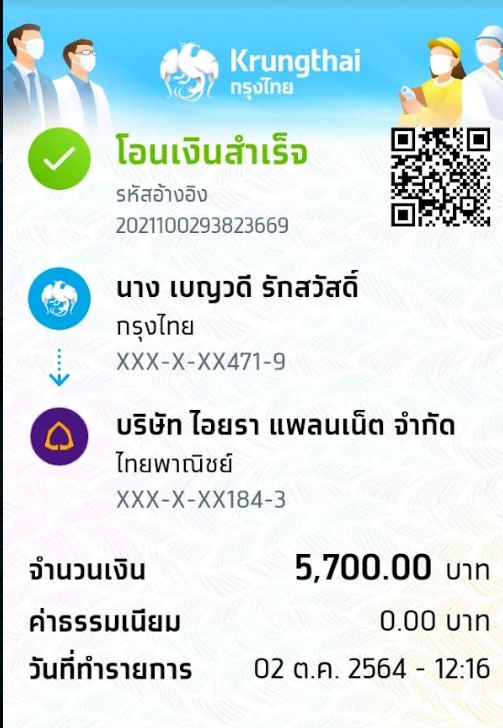 Krungthai
กรุงไทย
โอนเงินสำเร็จ
รหัสอ้างอิง
2021100293823669
นาง เบญวดี รักสวัสดิ์
กรุงไทย
XXX-X-XX471-9
บริษัท ไอยรา แพลนเน็ต จำกัด
ไทยพาณิชย์
XXX-X-XX184-3
จำนวนเงิน 5,700.00 บาท
ค่าธรรมเนียม 0.00 บาท
วันที่ทำรายการ 02 ต.ค. 2564 - 12:16